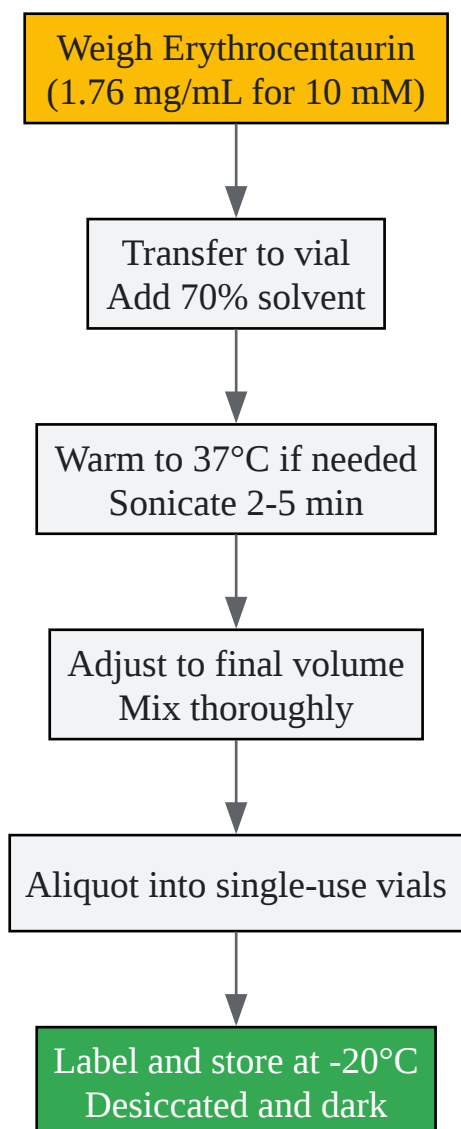 Weigh Erythrocentaurin
(1.76 mg/mL for 10 mM)
Transfer to vial
Add 70% solvent
Warm to 37°C if needed
Sonicate 2-5 min
Adjust to final volume
Mix thoroughly
Aliquot into single-use vials
Label and store at -20°C
Desiccated and dark